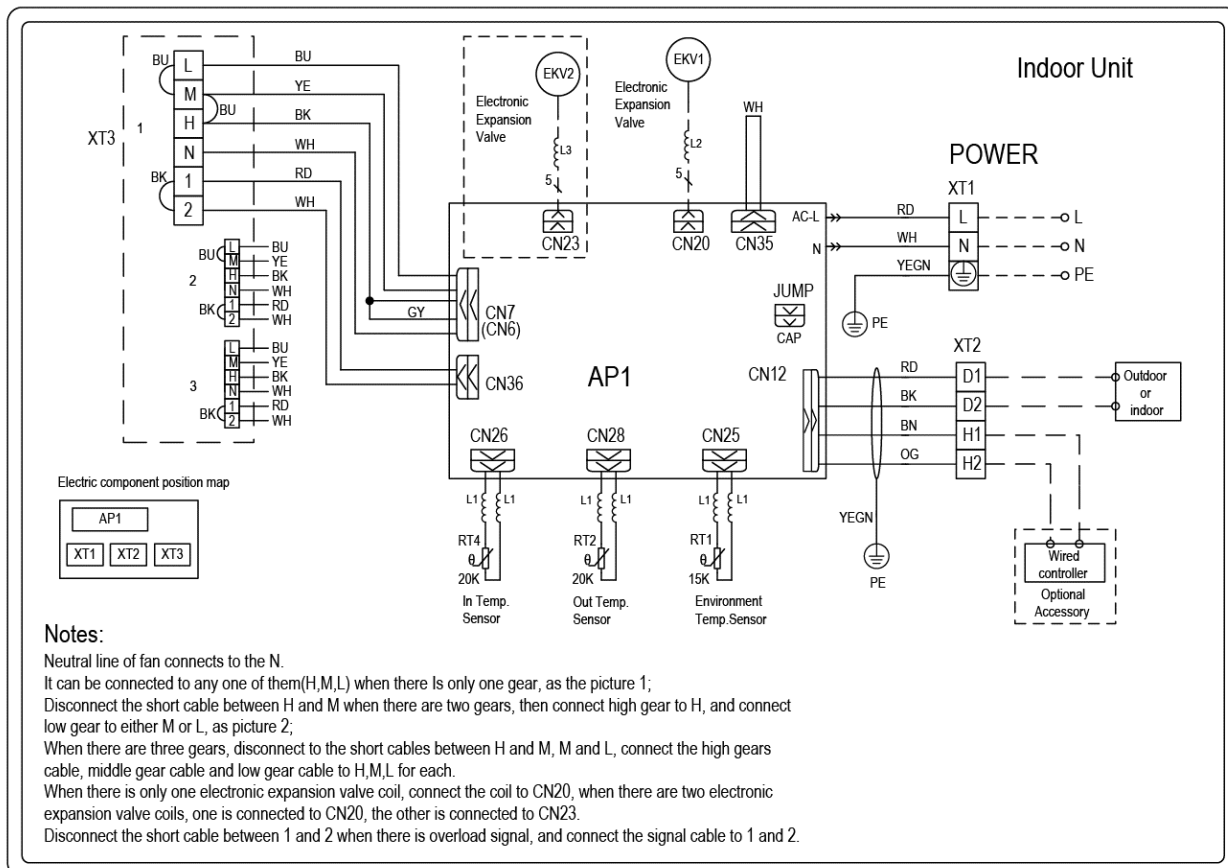 Indoor Unit
XT3
1
BU
L
M
H
N
1
2
BU
BK
BU
YE
BK
WH
RD
WH
GY
2
BU
BK
L
M
H
N
1
2
BU
YE
BK
WH
RD
WH
3
BK
L
M
H
N
1
2
BU
YE
BK
WH
RD
WH
EKV2
Electronic
Expansion
Valve
L3
5
CN23
EKV1
Electronic
Expansion
Valve
L2
5
CN20
WH
CN35
POWER
XT1
AC-L
RD
L
L
N
WH
N
N
YEGN
PE
PE
JUMP
CAP
CN7
(CN6)
CN36
AP1
CN12
XT2
RD
D1
BK
D2
BN
H1
OG
H2
YEGN
PE
Outdoor
or
indoor
Wired
controller
Optional
Accessory
CN26
L1
L1
RT4
θ
20K
In Temp.
Sensor
CN28
L1
L1
RT2
θ
20K
Out Temp.
Sensor
CN25
L1
L1
RT1
θ
15K
Environment
Temp.Sensor
Electric component position map
AP1
XT1 XT2 XT3
Notes:
Neutral line of fan connects to the N.
It can be connected to any one of them(H,M,L) when there Is only one gear, as the picture 1;
Disconnect the short cable between H and M when there are two gears, then connect high gear to H, and connect
low gear to either M or L, as picture 2;
When there are three gears, disconnect to the short cables between H and M, M and L, connect the high gears
cable, middle gear cable and low gear cable to H,M,L for each.
When there is only one electronic expansion valve coil, connect the coil to CN20, when there are two electronic
expansion valve coils, one is connected to CN20, the other is connected to CN23.
Disconnect the short cable between 1 and 2 when there is overload signal, and connect the signal cable to 1 and 2.